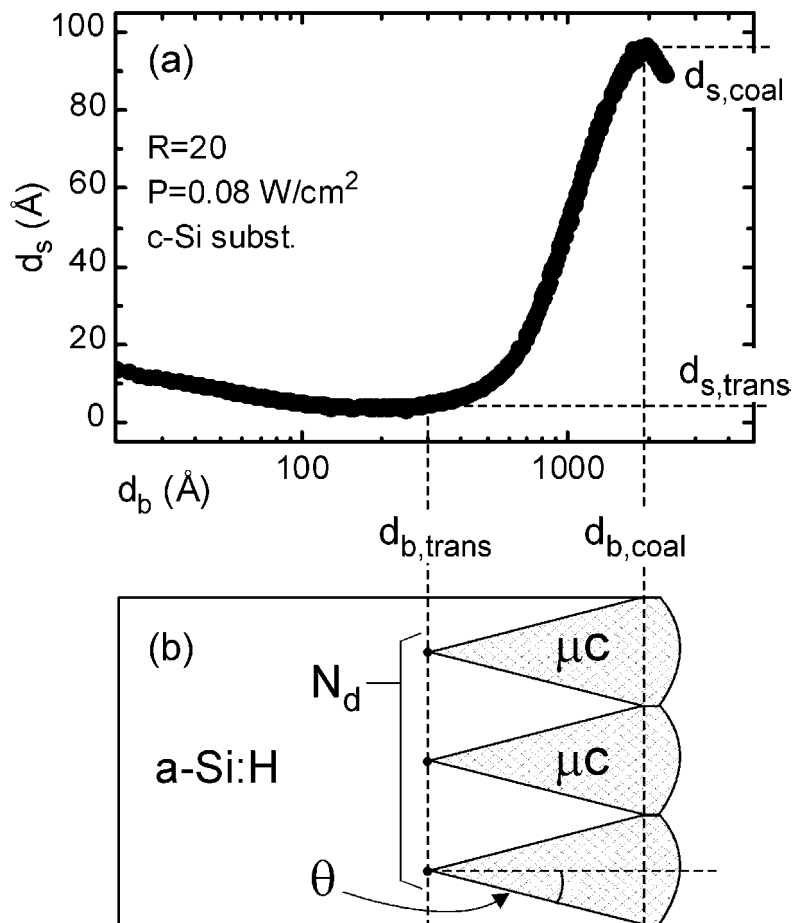 100
80
60
40
20
0
d_s (Å)
(a)
R=20
P=0.08 W/cm²
c-Si subst.
d_s,coal
d_s,trans
100
1000
d_b (Å)
d_b,trans
d_b,coal
(b)
N_d
a-Si:H
μc
μc
θ